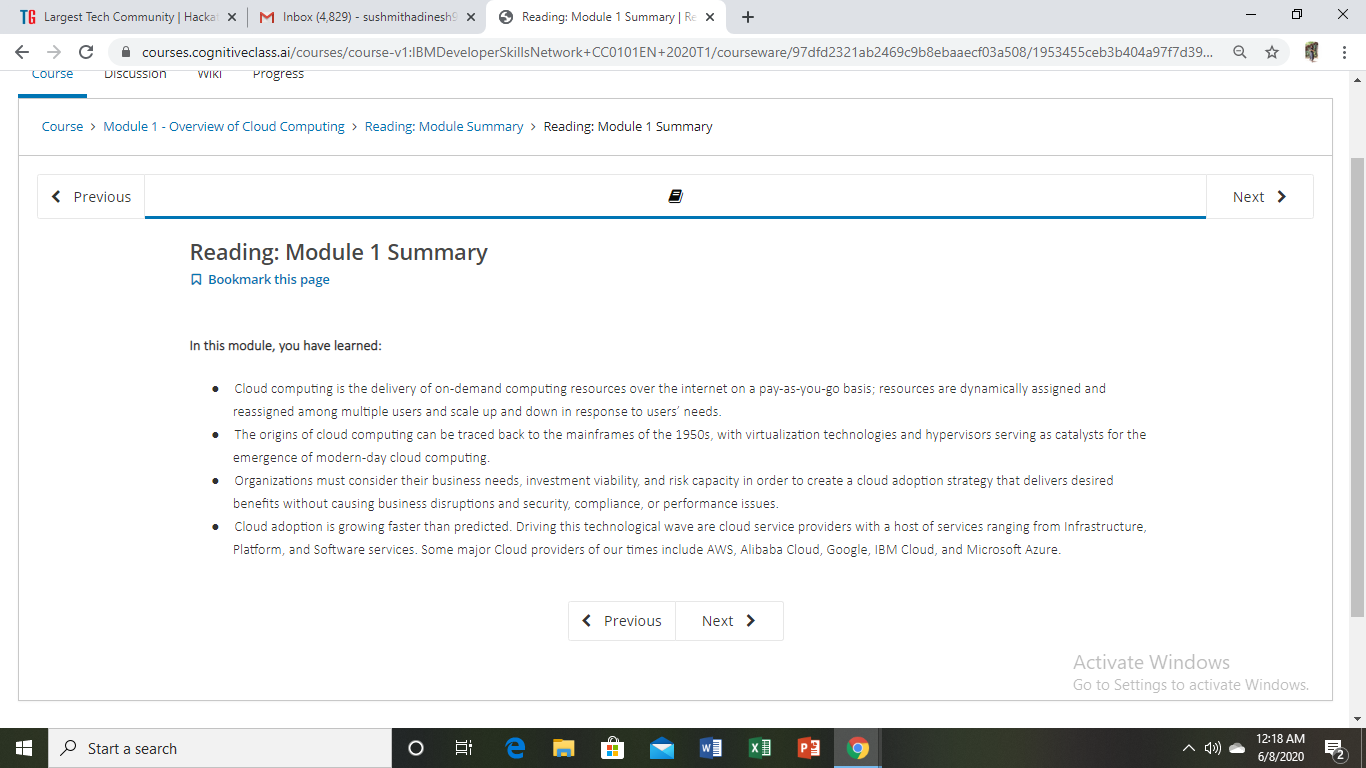 Largest Tech Community | Hacka
Inbox (4,829) - sushmithadinesh9
Reading: Module 1 Summary | Re
courses.cognitiveclass.ai/courses/course-v1:IBMDeveloperSkillsNetwork+CC0101EN+2020T1/courseware/97dfd2321ab2469c9b8ebaaecf03a508/1953455ceb3b404a97f7d39...
Course Discussion Wiki Progress
Course > Module 1 - Overview of Cloud Computing > Reading: Module Summary > Reading: Module 1 Summary
Previous
Next
Reading: Module 1 Summary
Bookmark this page
In this module, you have learned:
● Cloud computing is the delivery of on-demand computing resources over the internet on a pay-as-you-go basis; resources are dynamically assigned and
reassigned among multiple users and scale up and down in response to users' needs.
● The origins of cloud computing can be traced back to the mainframes of the 1950s, with virtualization technologies and hypervisors serving as catalysts for the
emergence of modern-day cloud computing.
● Organizations must consider their business needs, investment viability, and risk capacity in order to create a cloud adoption strategy that delivers desired
benefits without causing business disruptions and security, compliance, or performance issues.
● Cloud adoption is growing faster than predicted. Driving this technological wave are cloud service providers with a host of services ranging from Infrastructure,
Platform, and Software services. Some major Cloud providers of our times include AWS, Alibaba Cloud, Google, IBM Cloud, and Microsoft Azure.
Previous Next
Activate Windows
Go to Settings to activate Windows.
Start a search
12:18 AM
6/8/2020
2